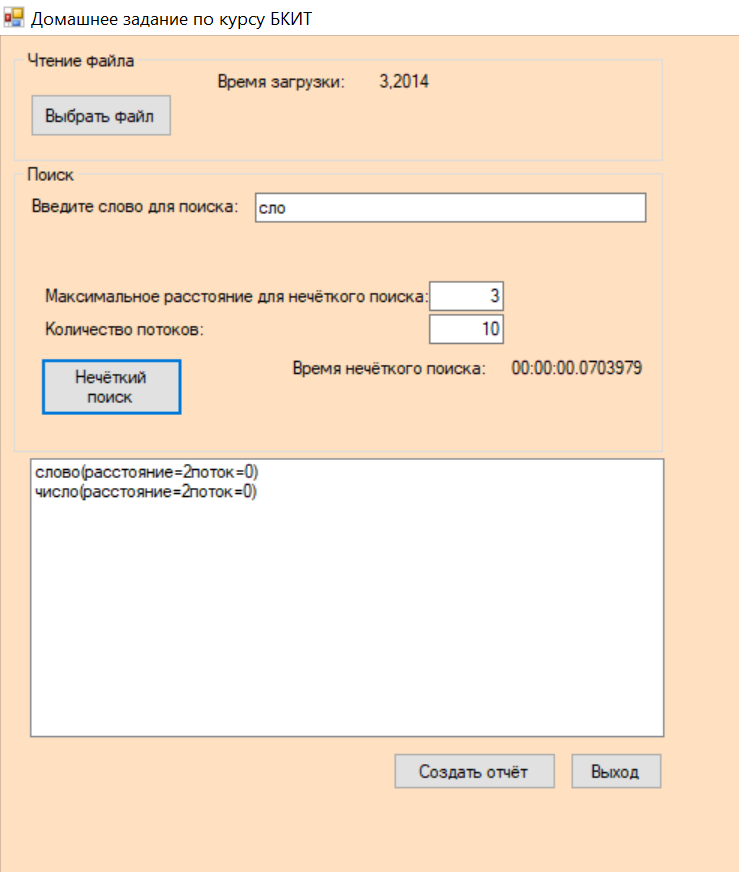 Домашнее задание по курсу БКИТ
Чтение файла
Время загрузки: 3,2014
Выбрать файл
Поиск
Введите слово для поиска: сло
Максимальное расстояние для нечёткого поиска: 3
Количество потоков: 10
Нечёткий
поиск
Время нечёткого поиска: 00:00:00.0703979
слово(расстояние=2поток=0)
число(расстояние=2поток=0)
Создать отчёт
Выход